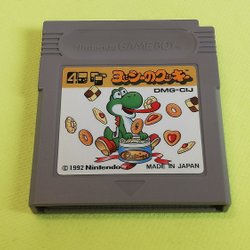 Nintendo GAME BOY
ヨッシーのクッキー
DMG-CIJ
© 1992 Nintendo
MADE IN JAPAN